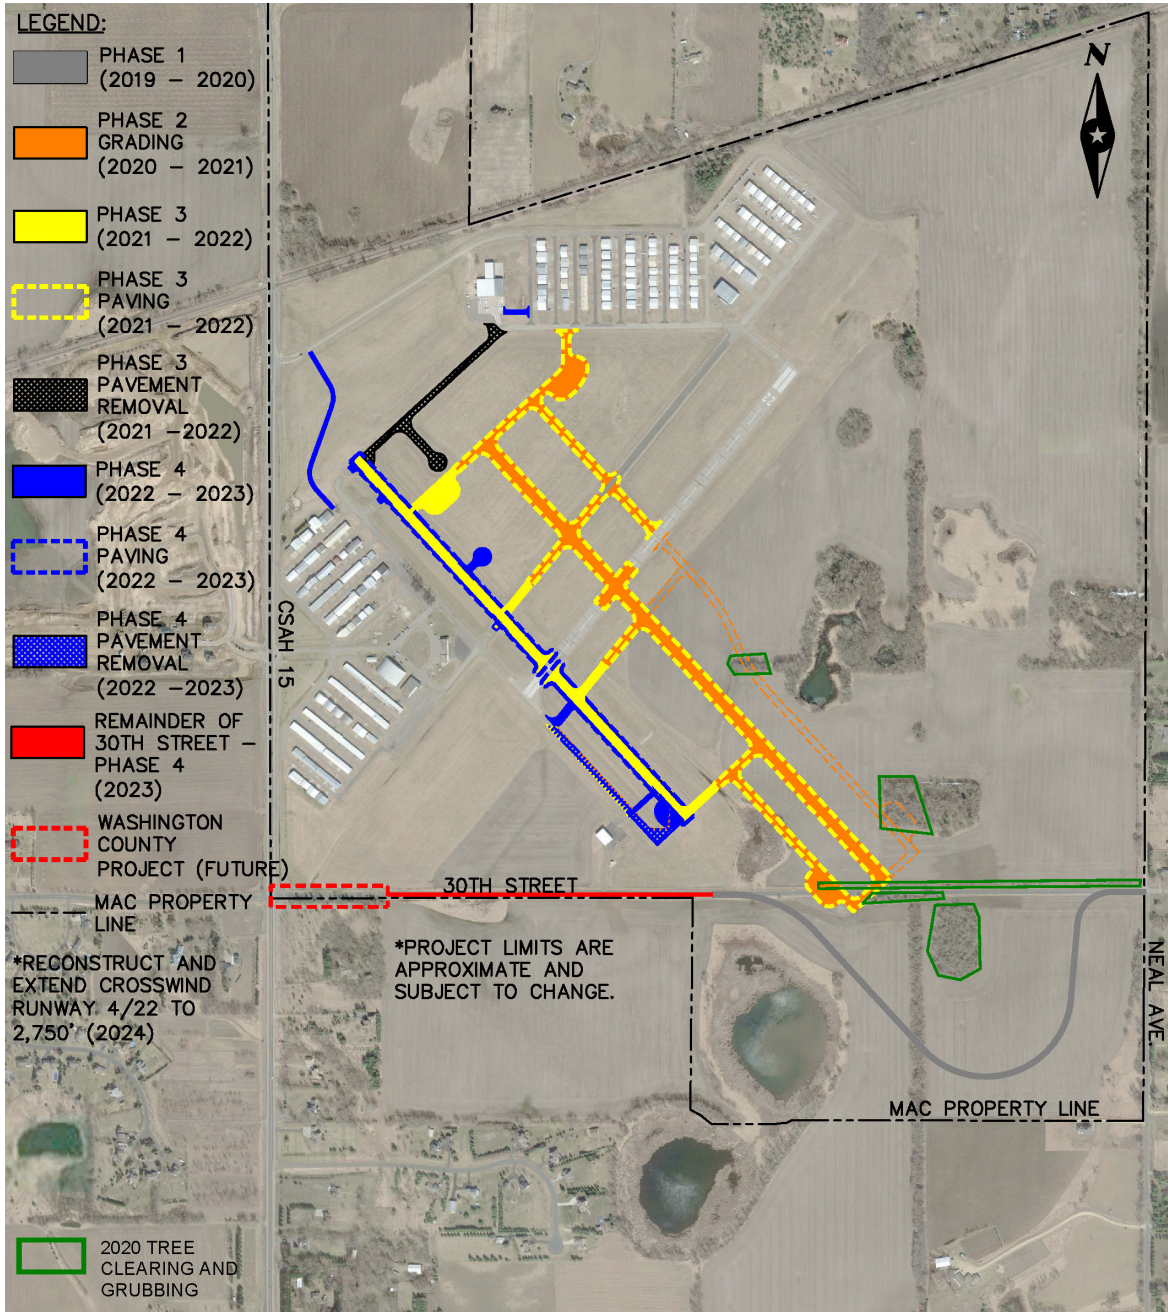 LEGEND:
PHASE 1
(2019 – 2020)
PHASE 2
GRADING
(2020 – 2021)
PHASE 3
(2021 – 2022)
PHASE 3
PAVING
(2021 – 2022)
PHASE 3
PAVEMENT
REMOVAL
(2021 –2022)
PHASE 4
(2022 – 2023)
PHASE 4
PAVING
(2022 – 2023)
PHASE 4
PAVEMENT
REMOVAL
(2022 –2023)
REMAINDER OF
30TH STREET –
PHASE 4
(2023)
WASHINGTON
COUNTY
PROJECT (FUTURE)
MAC PROPERTY
LINE
*RECONSTRUCT AND
EXTEND CROSSWIND
RUNWAY 4/22 TO
2,750' (2024)
2020 TREE
CLEARING AND
GRUBBING
N
22
CSAH 15
30TH STREET
*PROJECT LIMITS ARE
APPROXIMATE AND
SUBJECT TO CHANGE.
NEAL AVE.
MAC PROPERTY LINE